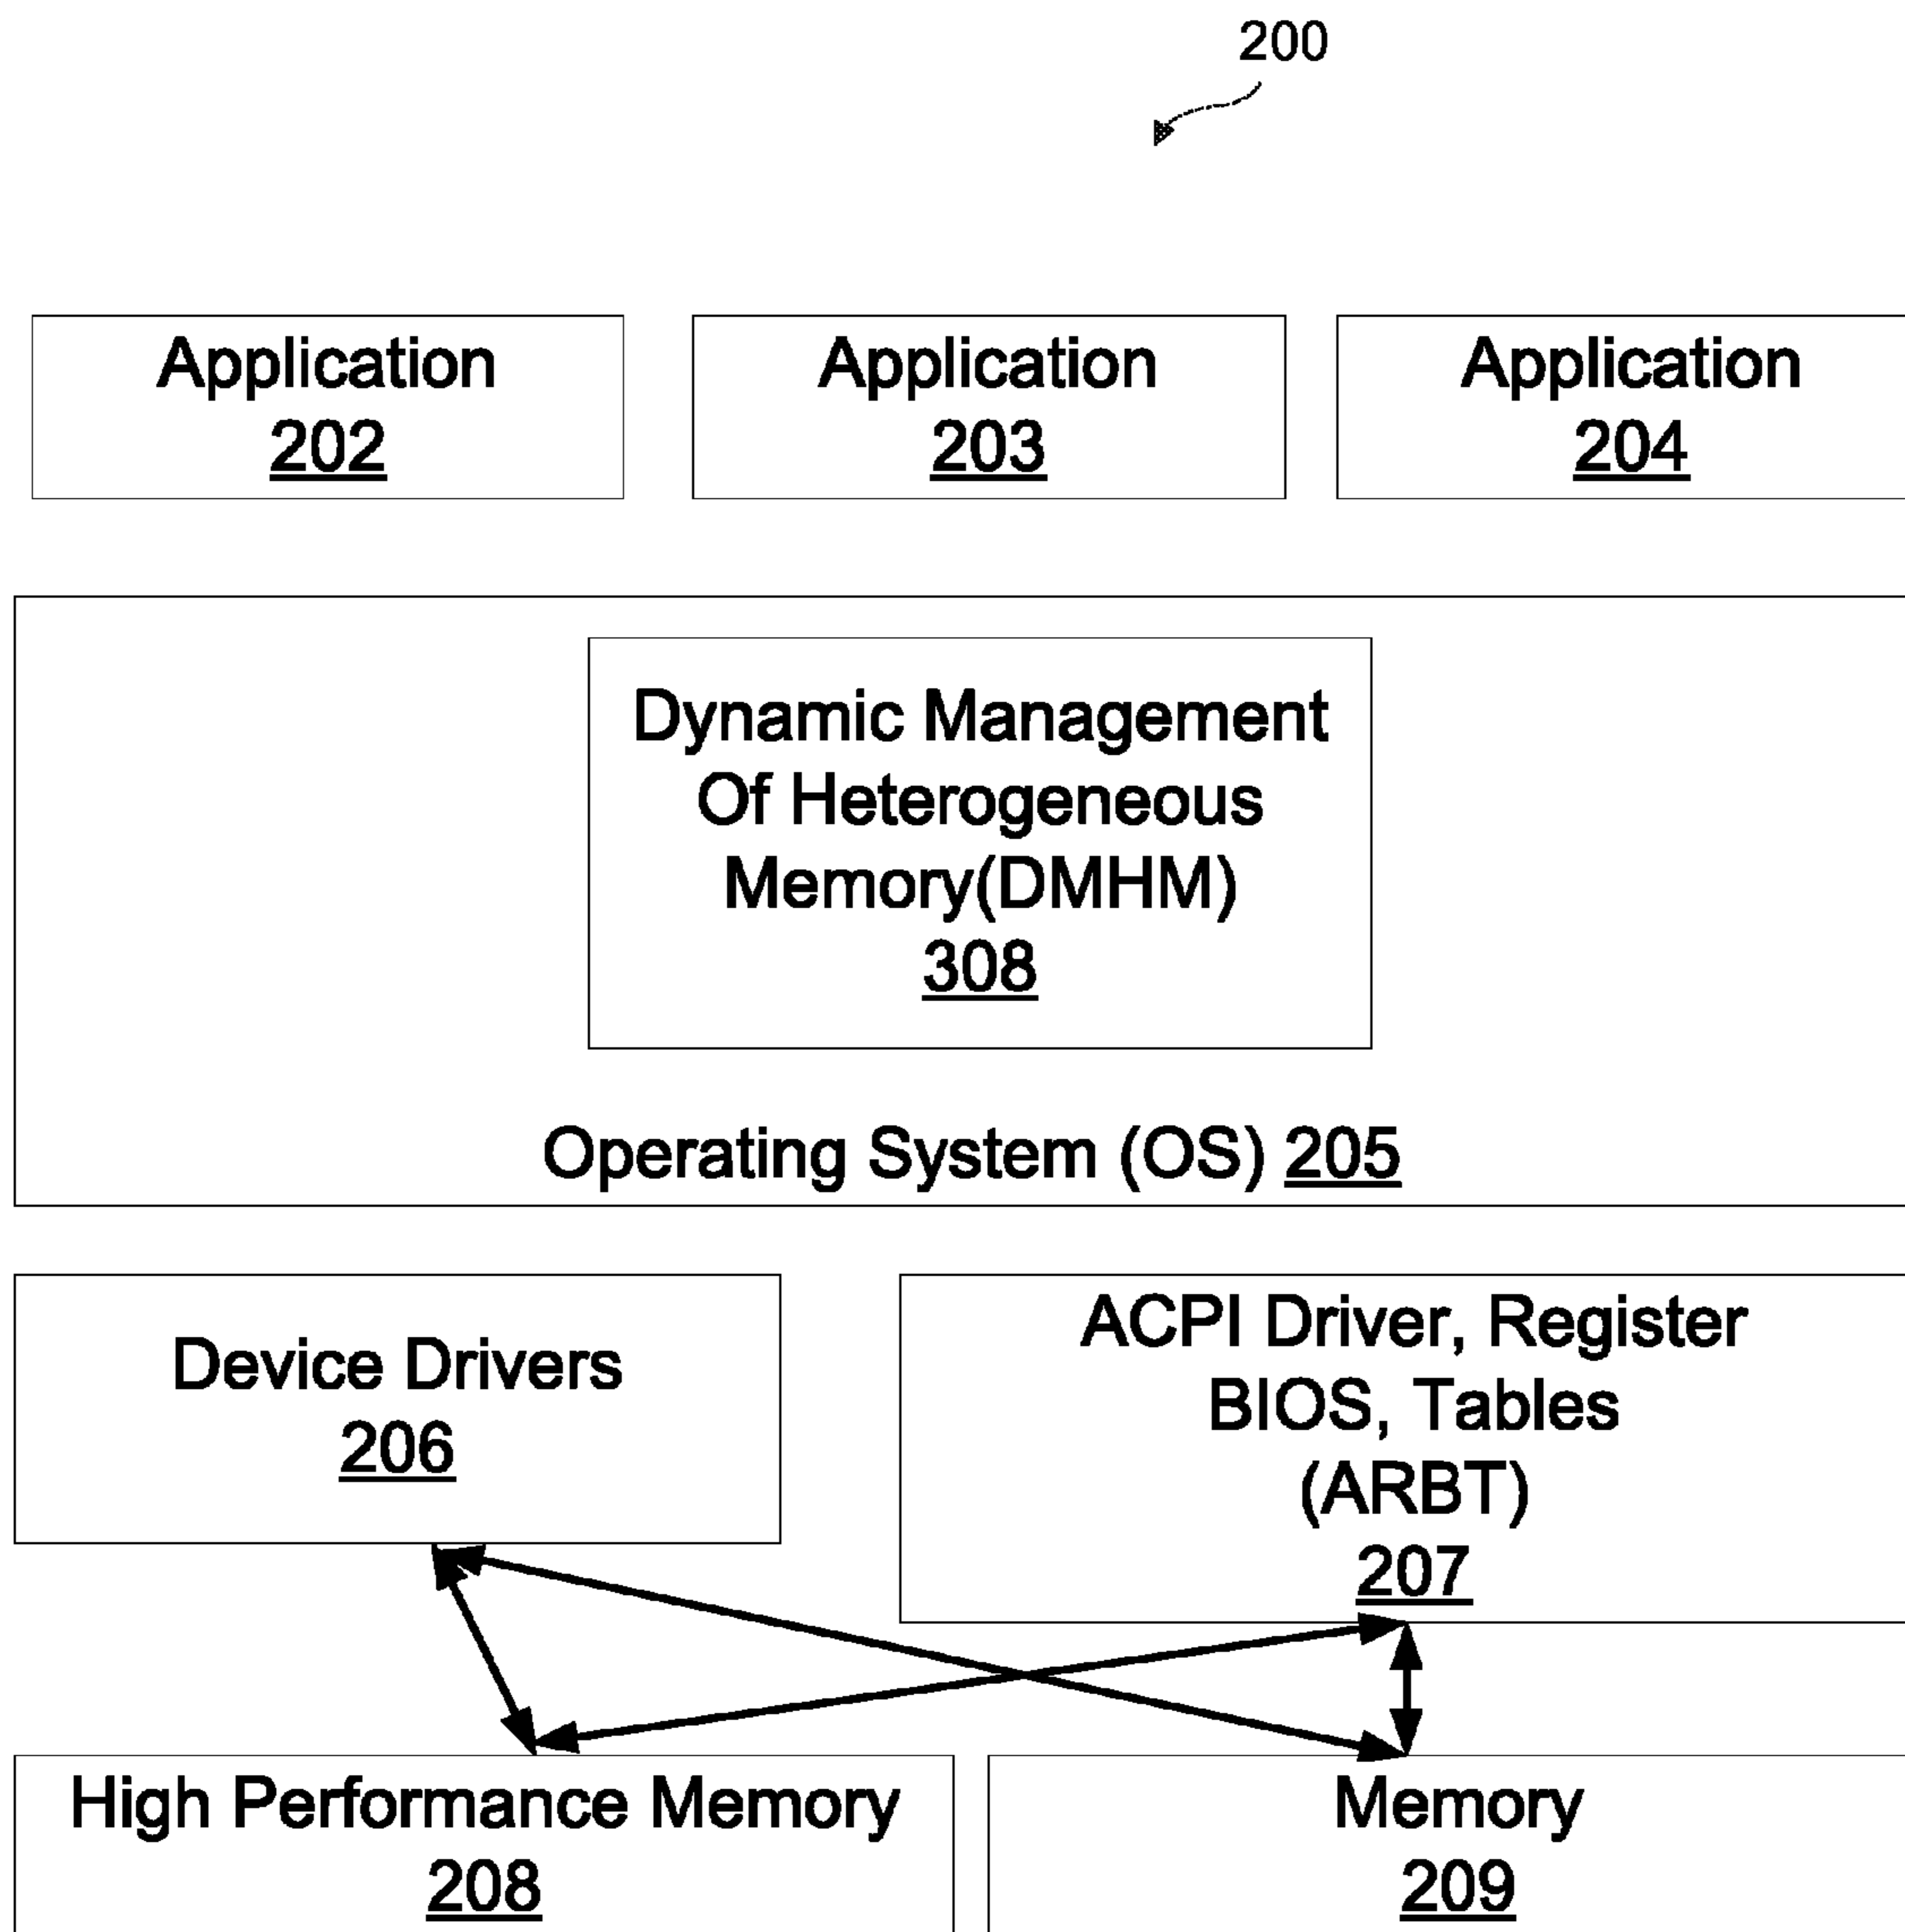 200
Application
202
Application
203
Application
204
Dynamic Management
Of Heterogeneous
Memory(DMHM)
308
Operating System (OS) 205
Device Drivers
206
ACPI Driver, Register
BIOS, Tables
(ARBT)
207
High Performance Memory
208
Memory
209